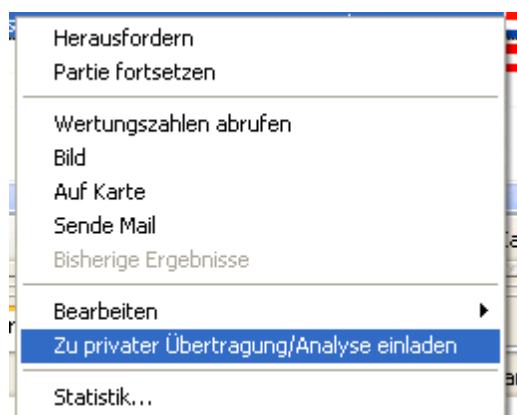 Herausfordern
Partie fortsetzen
Wertungszahlen abrufen
Bild
Auf Karte
Sende Mail
Bisherige Ergebnisse
Bearbeiten
Zu privater Übertragung/Analyse einladen
Statistik...